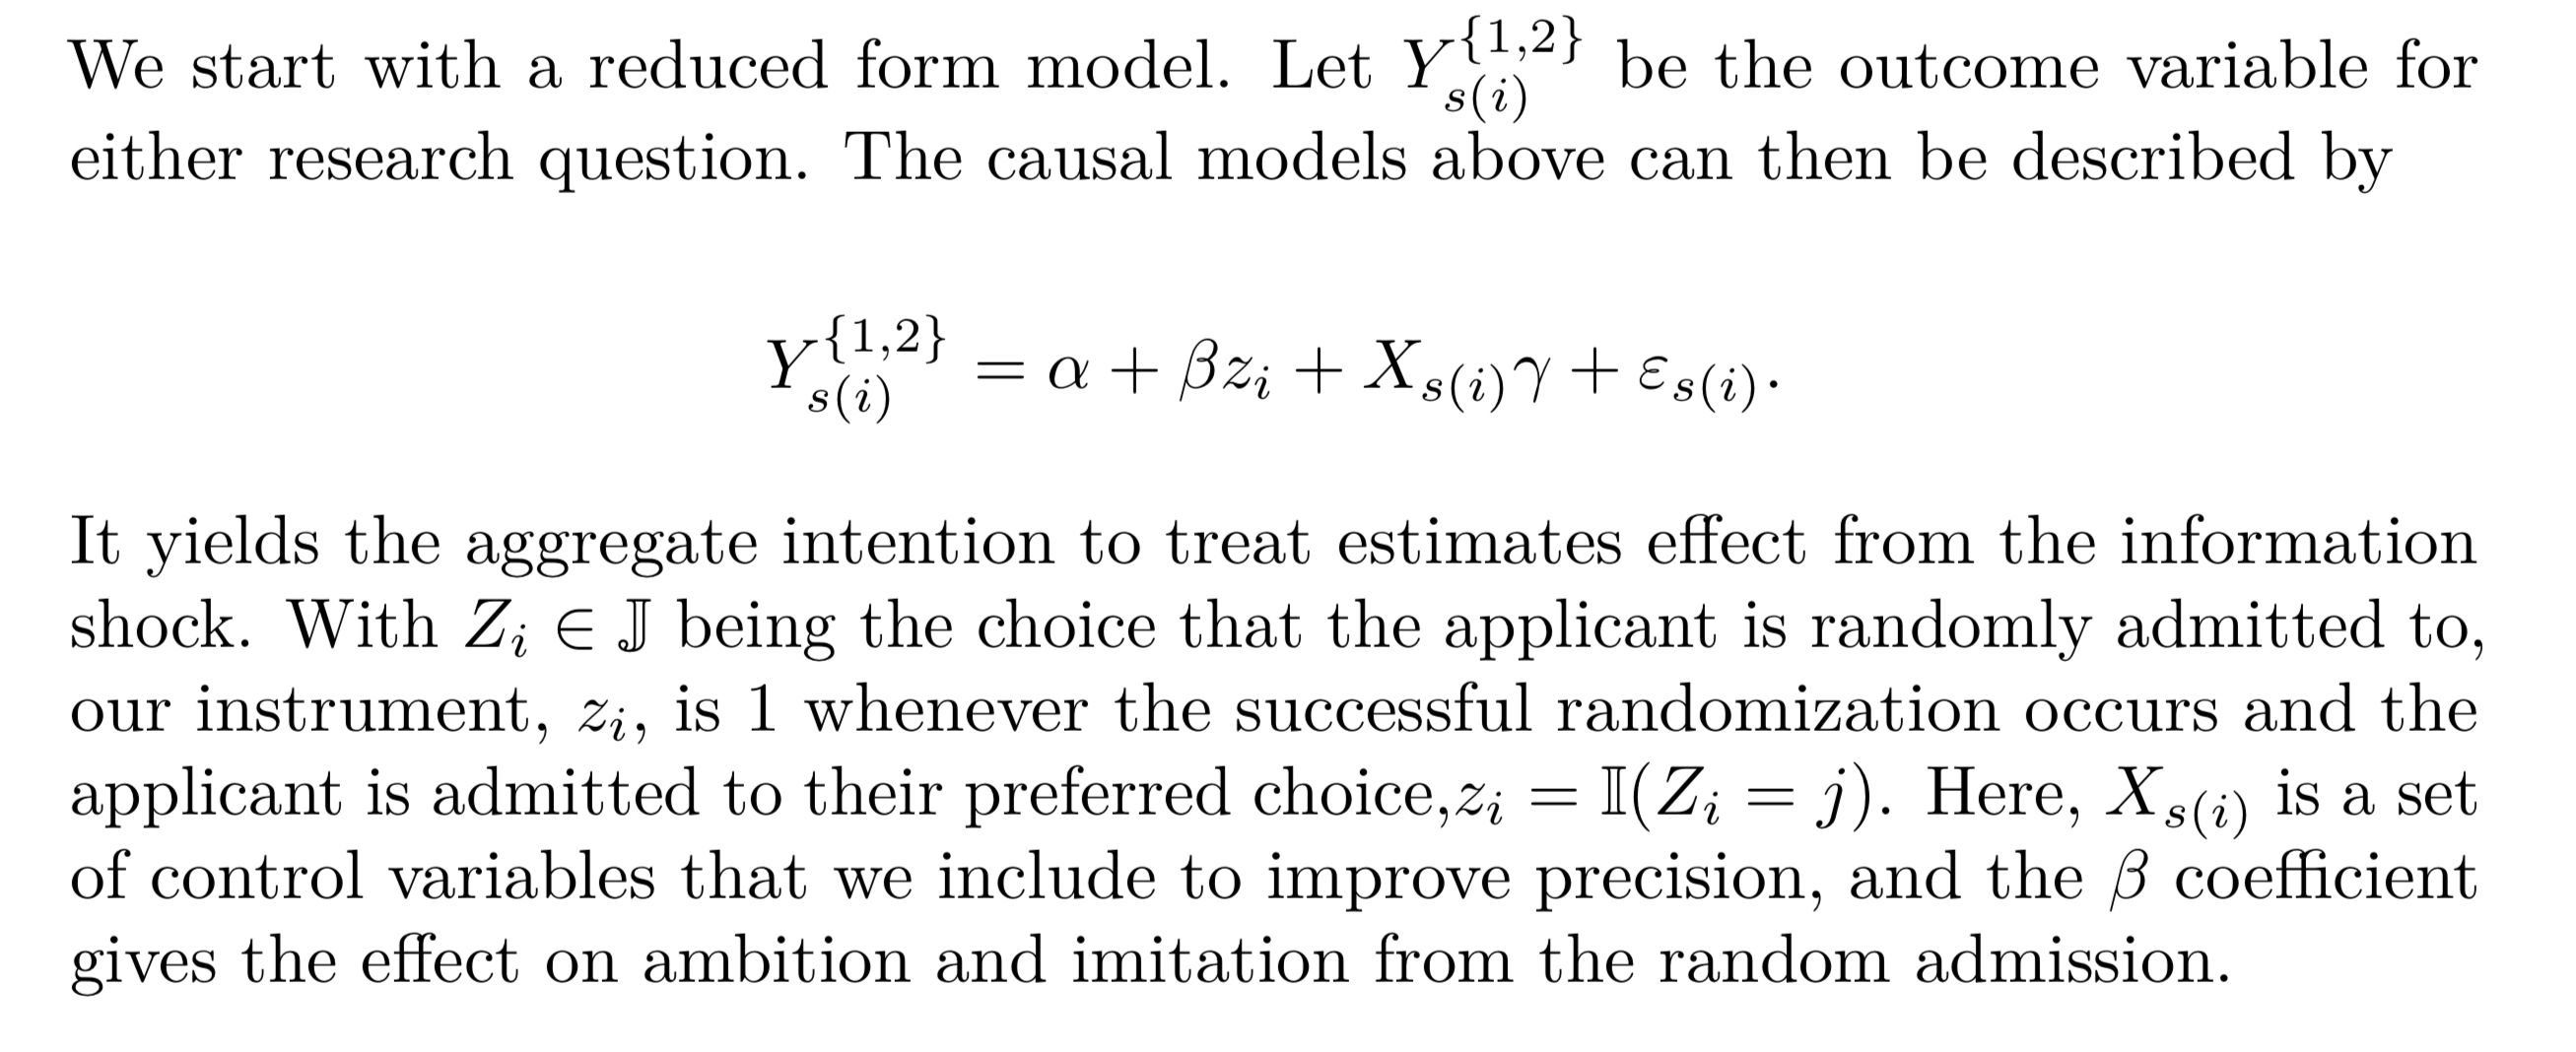 We start with a reduced form model. Let $Y_{s(i)}^{\{1,2\}}$ be the outcome variable for
either research question. The causal models above can then be described by
$$Y_{s(i)}^{\{1,2\}} = \alpha + \beta z_i + X_{s(i)}\gamma + \varepsilon_{s(i)}.$$
It yields the aggregate intention to treat estimates effect from the information
shock. With $Z_i \in \mathbb{J}$ being the choice that the applicant is randomly admitted to,
our instrument, $z_i$, is 1 whenever the successful randomization occurs and the
applicant is admitted to their preferred choice,$z_i = \mathbb{I}(Z_i = j)$. Here, $X_{s(i)}$ is a set
of control variables that we include to improve precision, and the $\beta$ coefficient
gives the effect on ambition and imitation from the random admission.